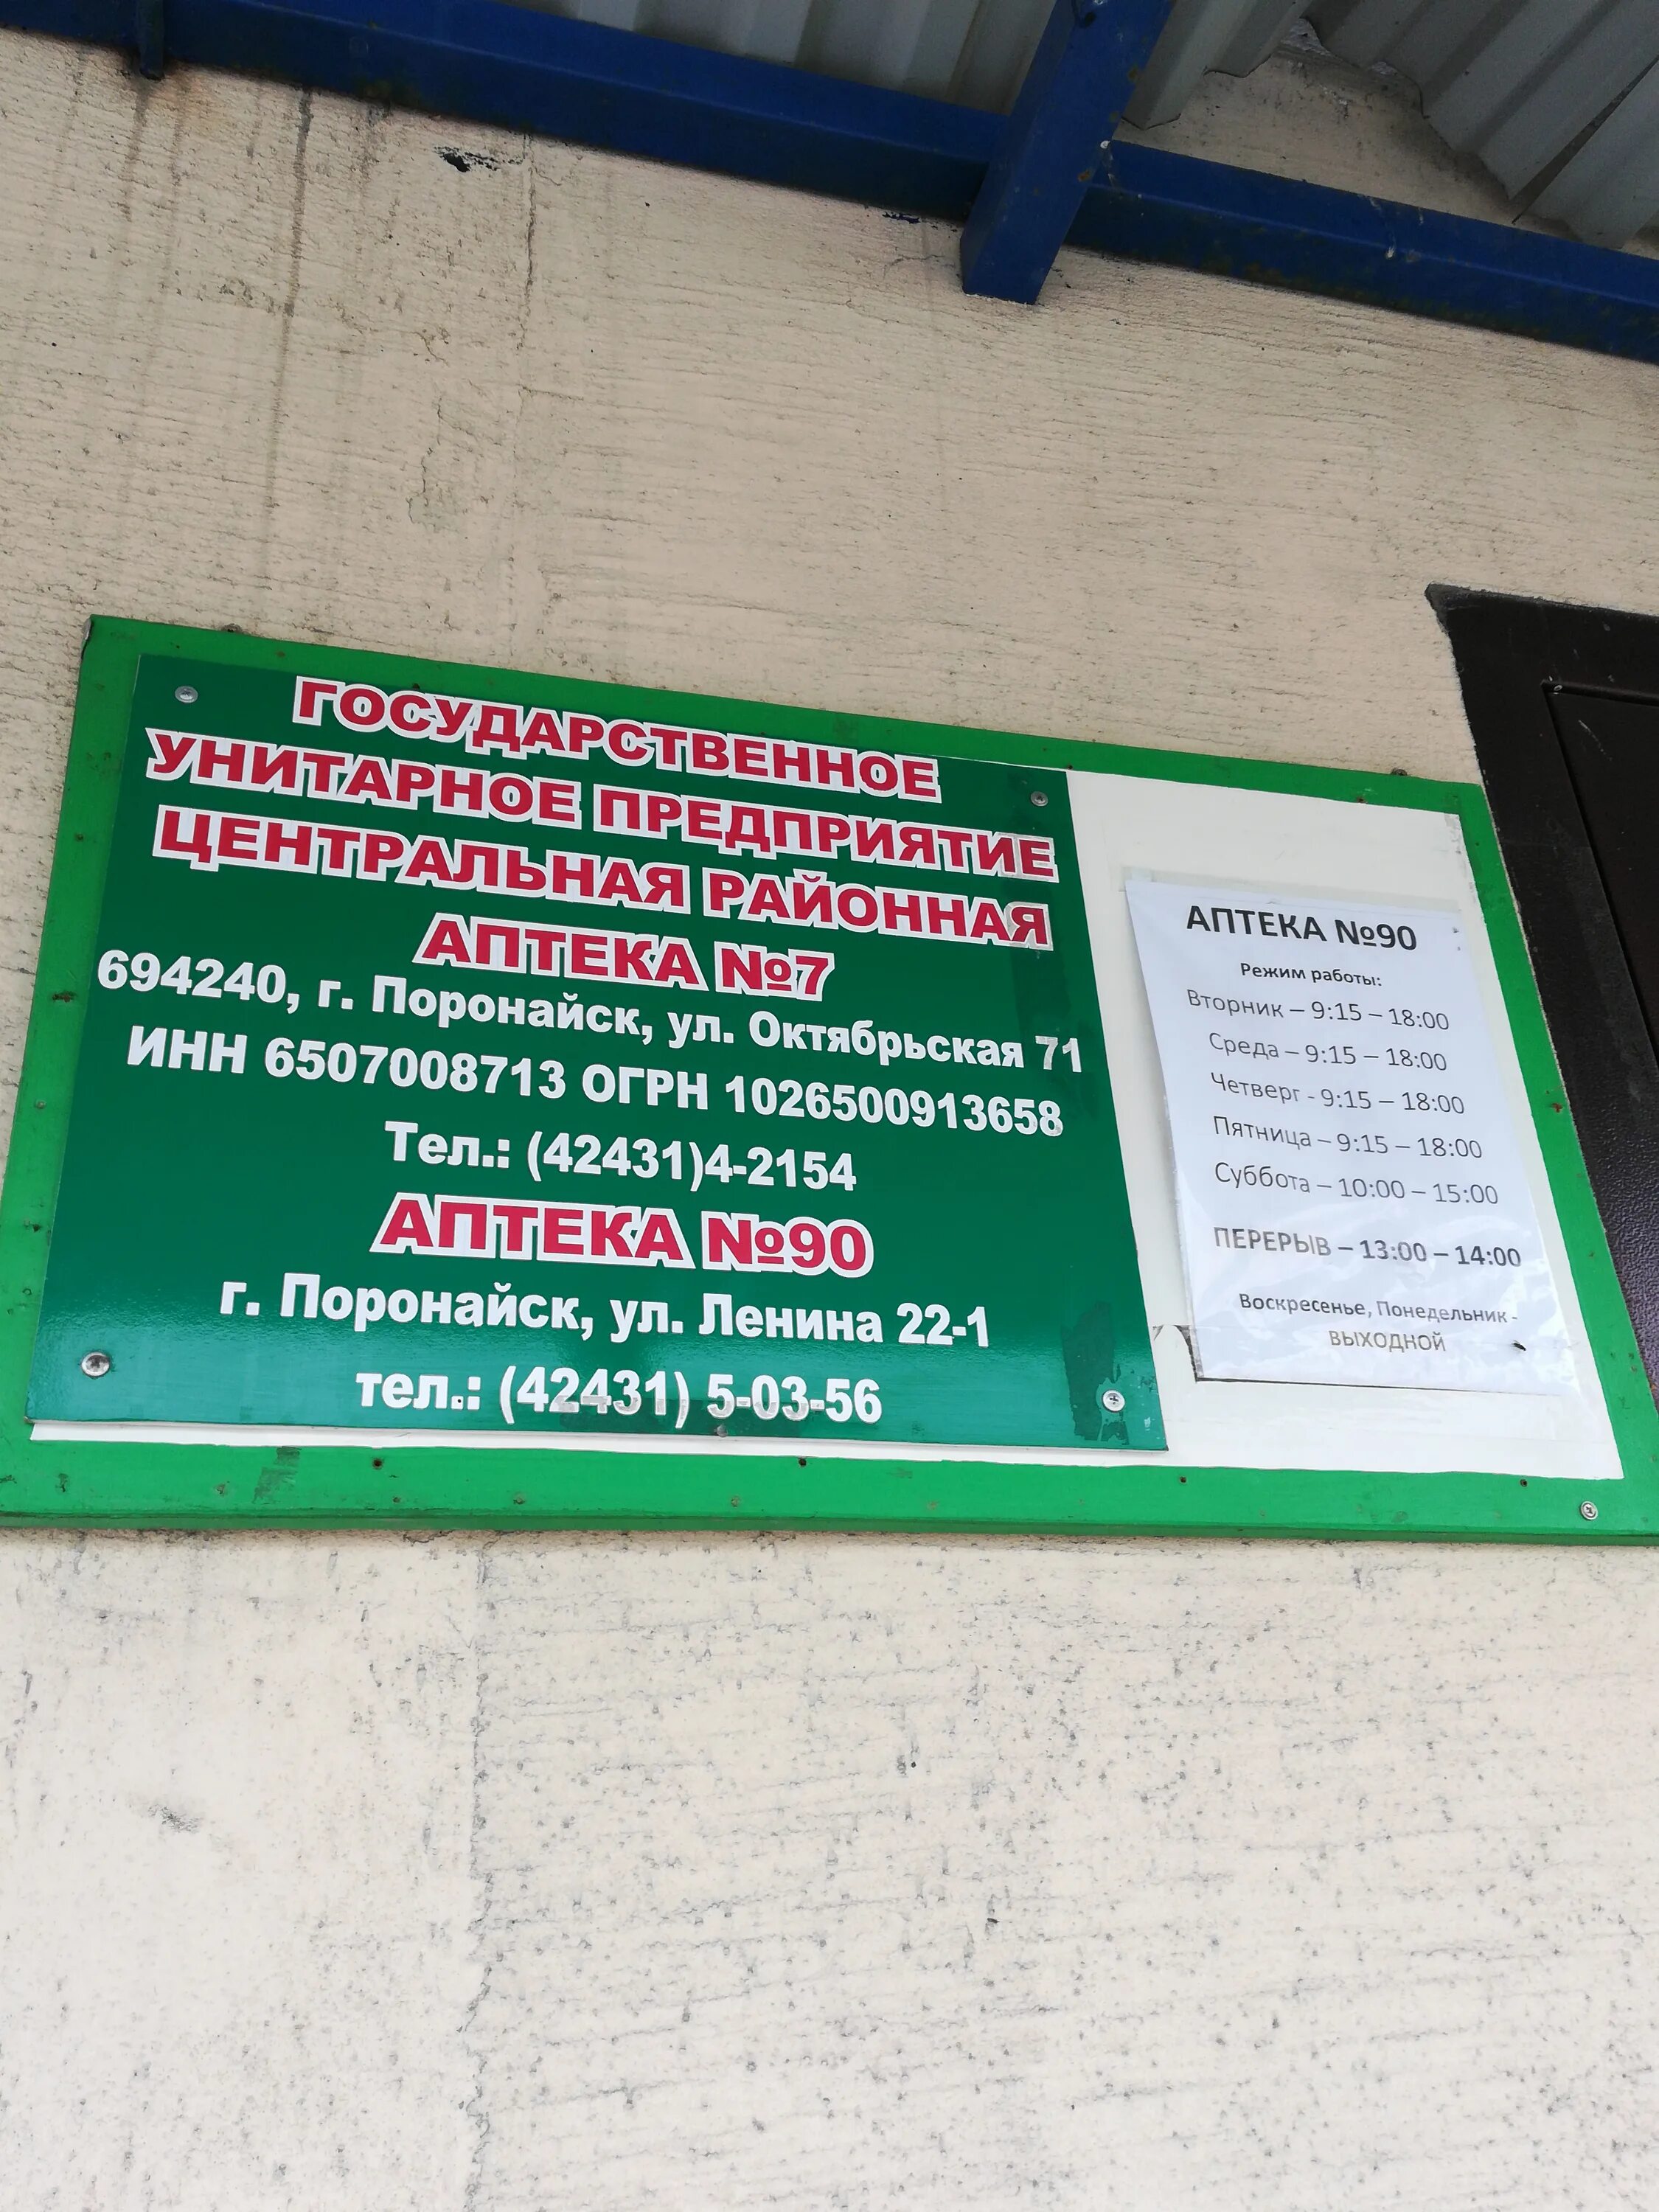 ГОСУДАРСТВЕННОЕ
УНИТАРНОЕ ПРЕДПРИЯТИЕ
ЦЕНТРАЛЬНАЯ РАЙОННАЯ
АПТЕКА №7
694240, г. Поронайск, ул. Октябрьская 71
ИНН 6507008713 ОГРН 1026500913658
Тел.: (42431)4-2154
АПТЕКА №90
г. Поронайск, ул. Ленина 22-1
тел.: (42431) 5-03-56
АПТЕКА №90
Режим работы:
Вторник – 9:15 – 18:00
Среда – 9:15 – 18:00
Четверг - 9:15 – 18:00
Пятница – 9:15 – 18:00
Суббота – 10:00 – 15:00
ПЕРЕРЫВ – 13:00 – 14:00
Воскресенье, Понедельник -
ВЫХОДНОЙ